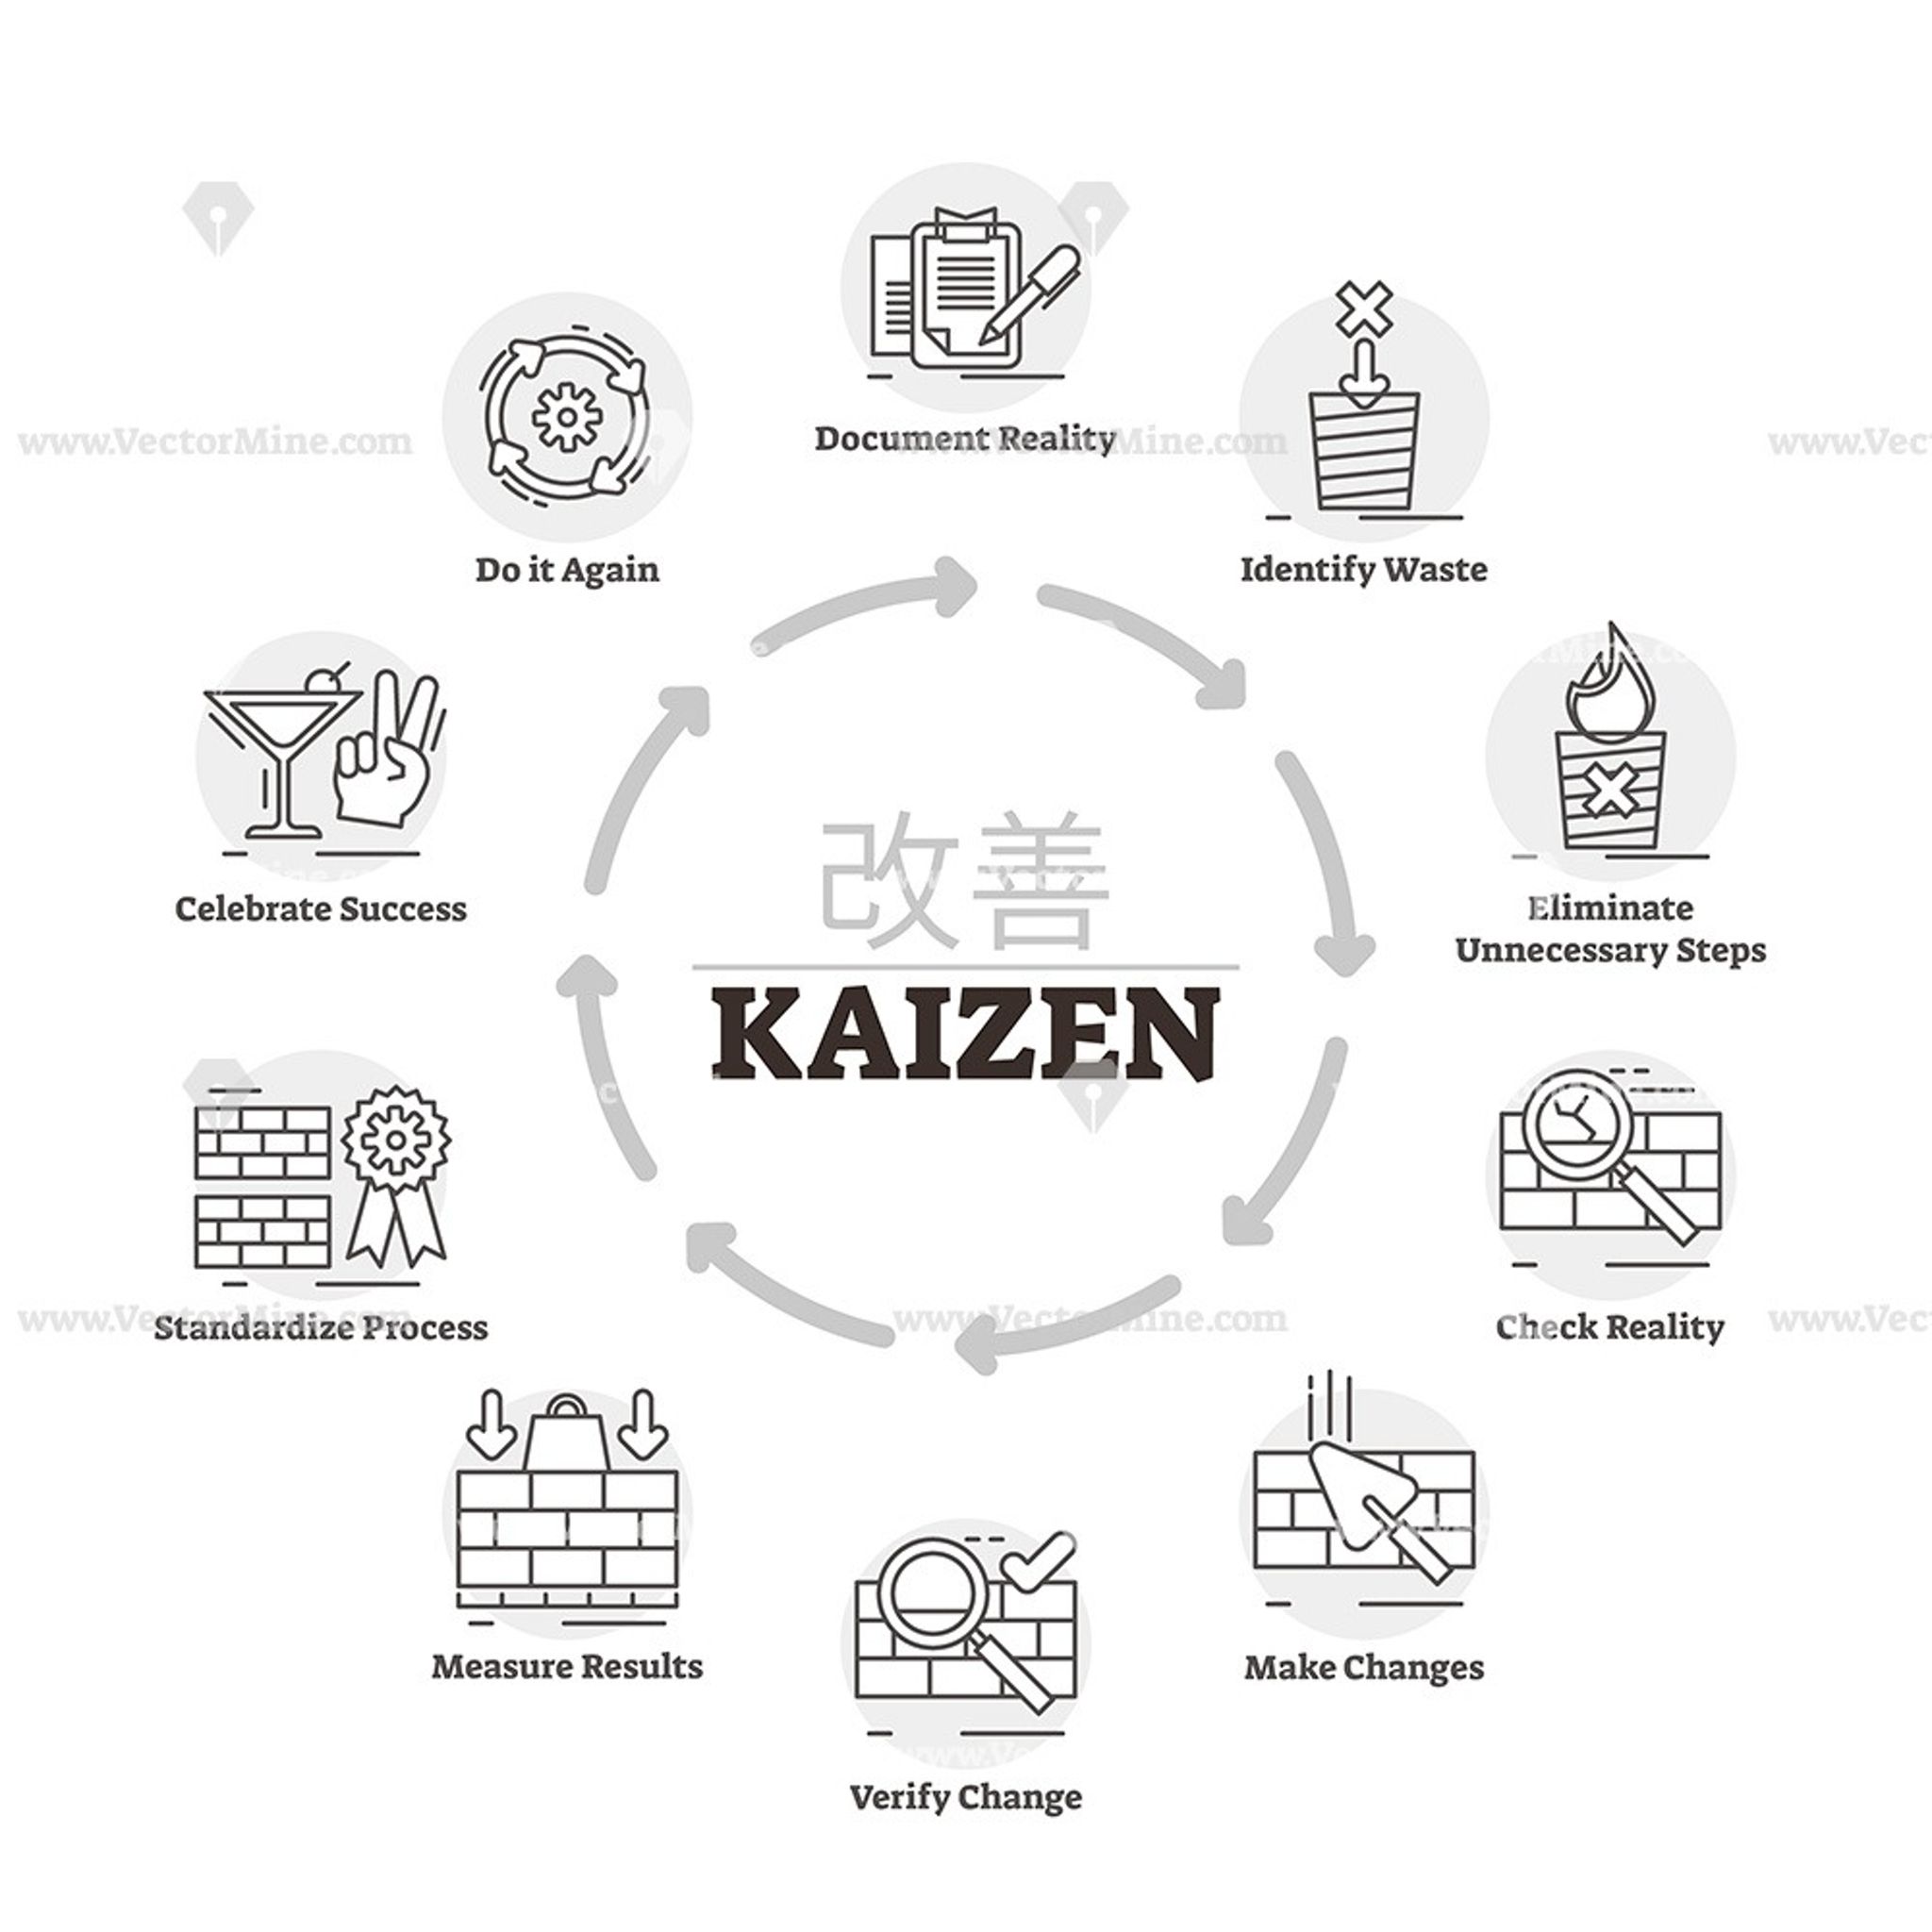 Document Reality
Identify Waste
Eliminate
Unnecessary Steps
Check Reality
Make Changes
Verify Change
Measure Results
Standardize Process
Celebrate Success
Do it Again
改善
KAIZEN
www.VectorMine.com
www.VectorMine.com
www.Vec
www.VectorMine.com
www.VectorMine.com
www.Vec